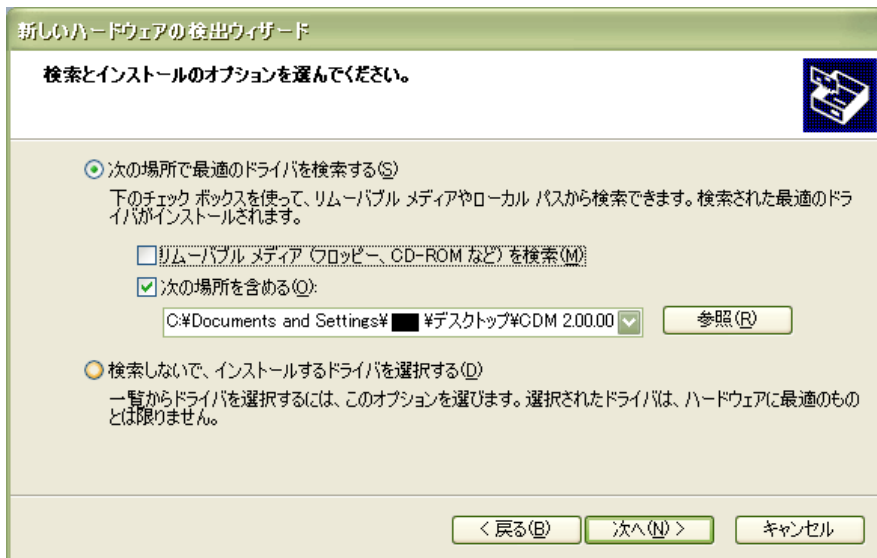 新しいハードウェアの検出ウィザード
検索とインストールのオプションを選んでください。
次の場所で最適のドライバを検索する(S)
下のチェック ボックスを使って、リムーバブル メディアやローカル パスから検索できます。検索された最適のドラ
イバがインストールされます。
リムーバブル メディア (フロッピー、CD-ROM など) を検索(M)
次の場所を含める(O):
C:¥Documents and Settings¥ ¥デスクトップ¥CDM 2.00.00
参照(R)
検索しないで、インストールするドライバを選択する(D)
一覧からドライバを選択するには、このオプションを選びます。選択されたドライバは、ハードウェアに最適のもの
とは限りません。
< 戻る(B)
次へ(N) >
キャンセル